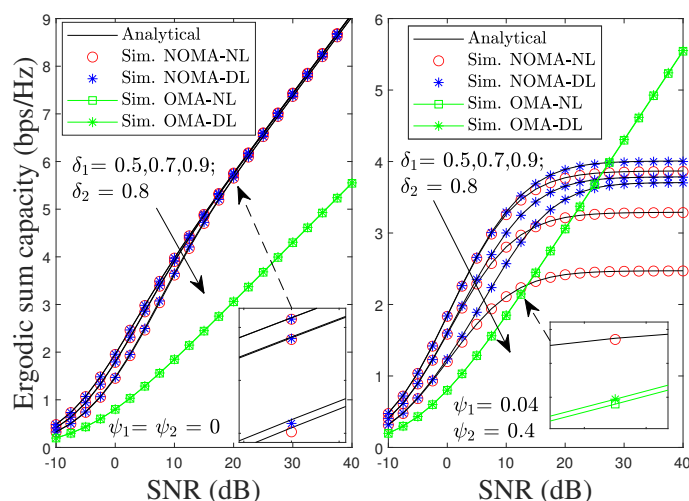 Ergodic sum capacity (bps/Hz)
9
8
7
6
5
4
3
2
1
0
Analytical
Sim. NOMA-NL
Sim. NOMA-DL
Sim. OMA-NL
Sim. OMA-DL
δ1= 0.5,0.7,0.9;
δ2 = 0.8
ψ1= ψ2 = 0
-10 0 10 20 30 40
SNR (dB)
6
5
4
3
2
1
0
Analytical
Sim. NOMA-NL
Sim. NOMA-DL
Sim. OMA-NL
Sim. OMA-DL
δ1= 0.5,0.7,0.9;
δ2 = 0.8
ψ1= 0.04
ψ2 = 0.4
-10 0 10 20 30 40
SNR (dB)